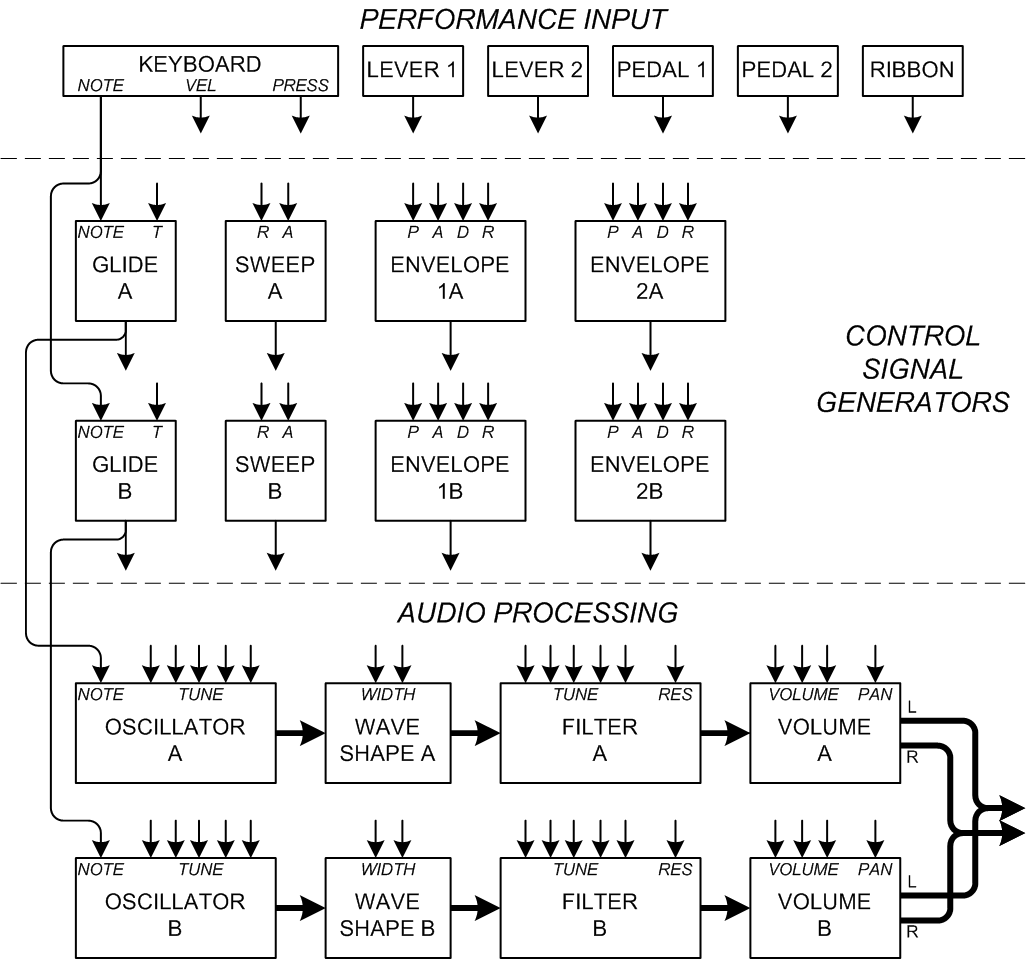 PERFORMANCE INPUT
KEYBOARD
NOTE VEL PRESS
LEVER 1
LEVER 2
PEDAL 1
PEDAL 2
RIBBON
NOTE T
GLIDE
A
R A
SWEEP
A
P A D R
ENVELOPE
1A
P A D R
ENVELOPE
2A
CONTROL
SIGNAL
GENERATORS
NOTE T
GLIDE
B
R A
SWEEP
B
P A D R
ENVELOPE
1B
P A D R
ENVELOPE
2B
AUDIO PROCESSING
NOTE TUNE
OSCILLATOR
A
WIDTH
WAVE
SHAPE A
TUNE RES
FILTER
A
VOLUME PAN
VOLUME
A
L
R
NOTE TUNE
OSCILLATOR
B
WIDTH
WAVE
SHAPE B
TUNE RES
FILTER
B
VOLUME PAN
VOLUME
B
L
R